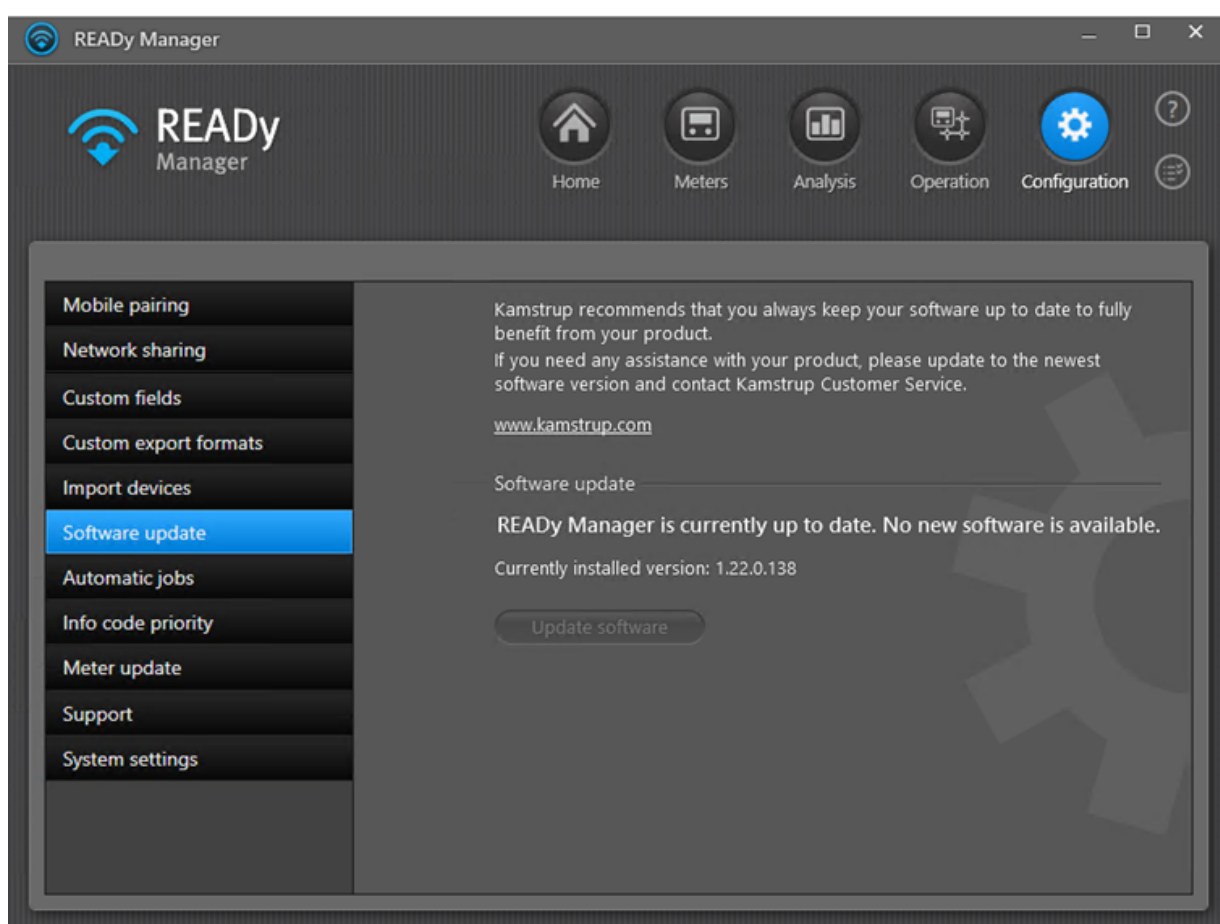 READy Manager
READy
Manager
Home
Meters
Analysis
Operation
Configuration
?
Mobile pairing
Network sharing
Custom fields
Custom export formats
Import devices
Software update
Automatic jobs
Info code priority
Meter update
Support
System settings
Kamstrup recommends that you always keep your software up to date to fully
benefit from your product.
If you need any assistance with your product, please update to the newest
software version and contact Kamstrup Customer Service.
www.kamstrup.com
Software update
READy Manager is currently up to date. No new software is available.
Currently installed version: 1.22.0.138
Update software